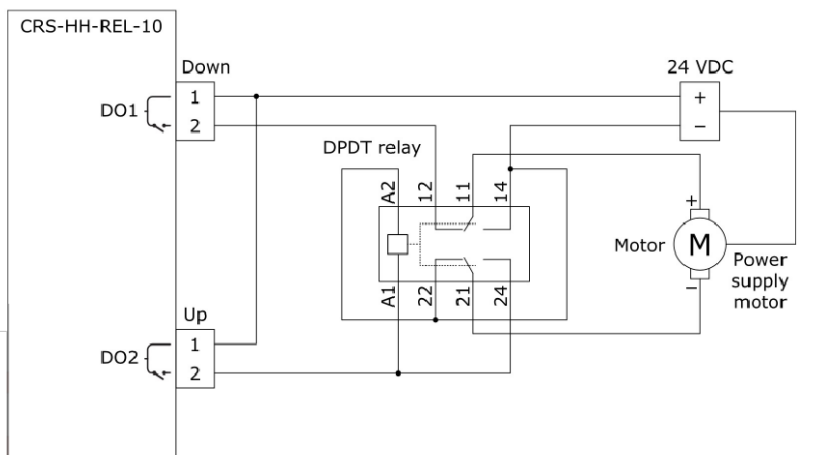 CRS-HH-REL-10
Down
24 VDC
DO1
1
2
+
−
DPDT relay
A2
12
11
14
+
Motor
M
Power
supply
motor
−
A1
22
21
24
Up
DO2
1
2